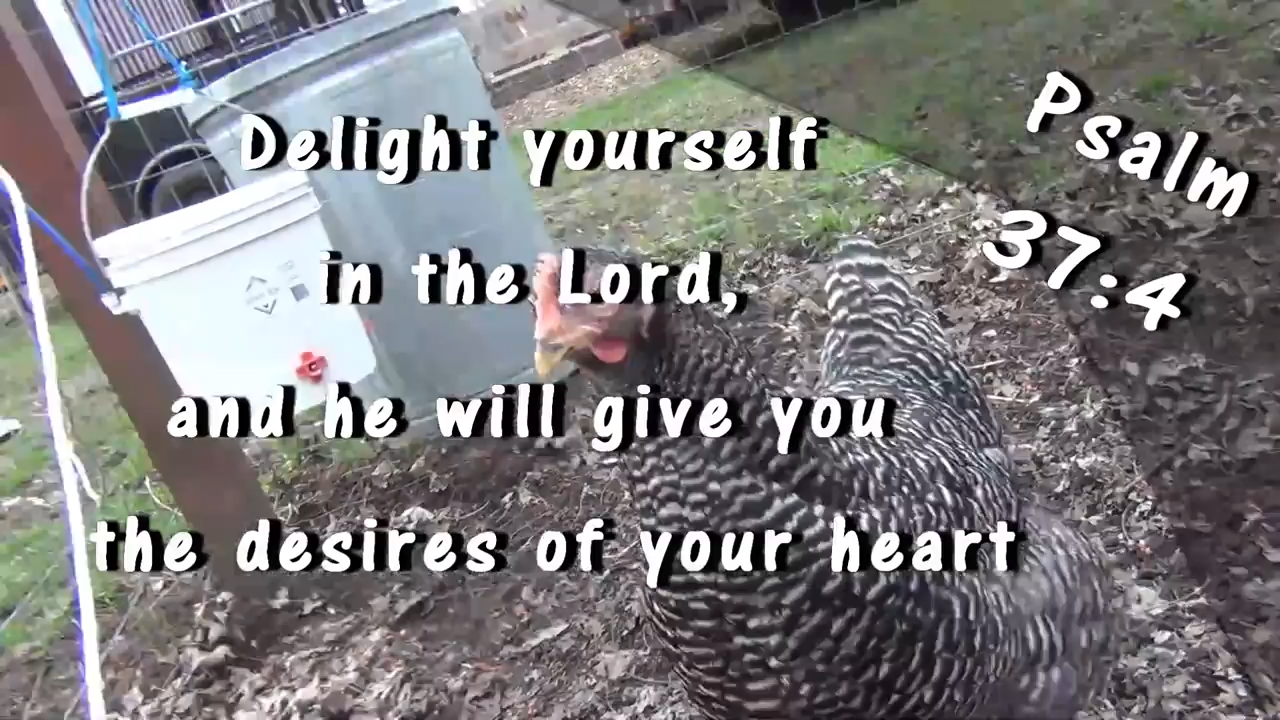 Delight yourself
in the Lord,
and he will give you
the desires of your heart
Psalm
37:4